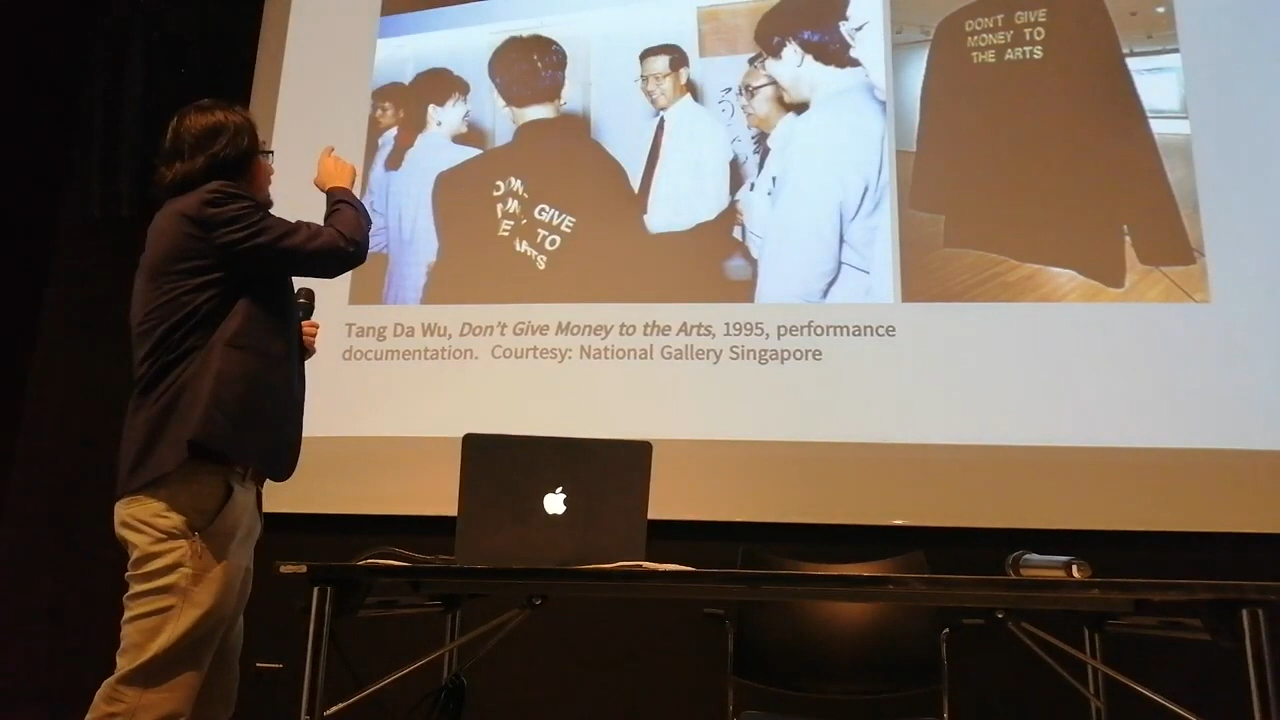 GIVE
TO
ARTS
DON'T GIVE
MONEY TO
THE ARTS
Tang Da Wu, Don't Give Money to the Arts, 1995, performance
documentation. Courtesy: National Gallery Singapore